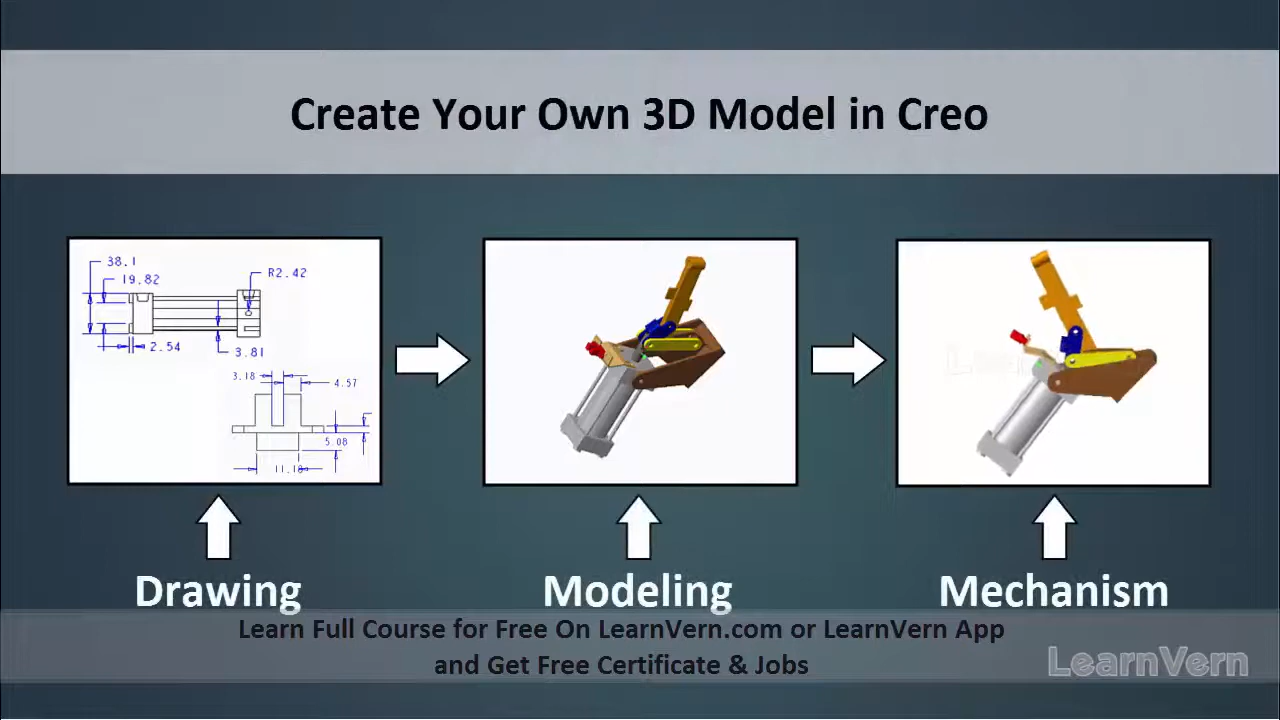 Create Your Own 3D Model in Creo
38.1
19.82
R2.42
2.54
3.81
3.18
4.57
5.08
Drawing
Modeling
Mechanism
Learn Full Course for Free On LearnVern.com or LearnVern App
and Get Free Certificate & Jobs
LearnVern